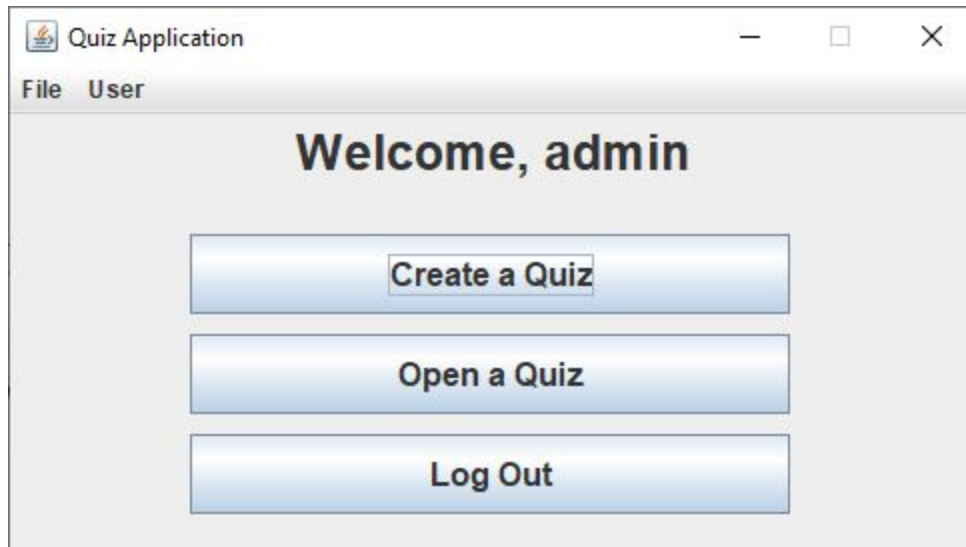 Quiz Application
File User
Welcome, admin
Create a Quiz
Open a Quiz
Log Out